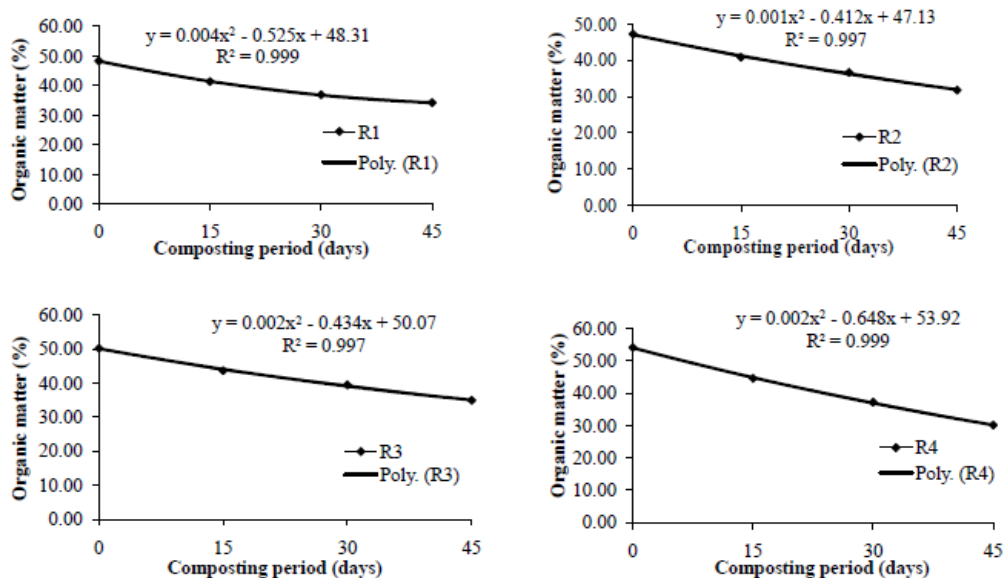 60.00
50.00
40.00
30.00
20.00
10.00
0.00
Organic matter (%)
y = 0.004x² - 0.525x + 48.31
R² = 0.999
R1
Poly. (R1)
0 15 30 45
Composting period (days)
50.00
40.00
30.00
20.00
10.00
0.00
Organic matter (%)
y = 0.001x² - 0.412x + 47.13
R² = 0.997
R2
Poly. (R2)
0 15 30 45
Composting period (days)
60.00
50.00
40.00
30.00
20.00
10.00
0.00
Organic matter (%)
y = 0.002x² - 0.434x + 50.07
R² = 0.997
R3
Poly. (R3)
0 15 30 45
Composting period (days)
60.00
50.00
40.00
30.00
20.00
10.00
0.00
Organic matter (%)
y = 0.002x² - 0.648x + 53.92
R² = 0.999
R4
Poly. (R4)
0 15 30 45
Composting period (days)